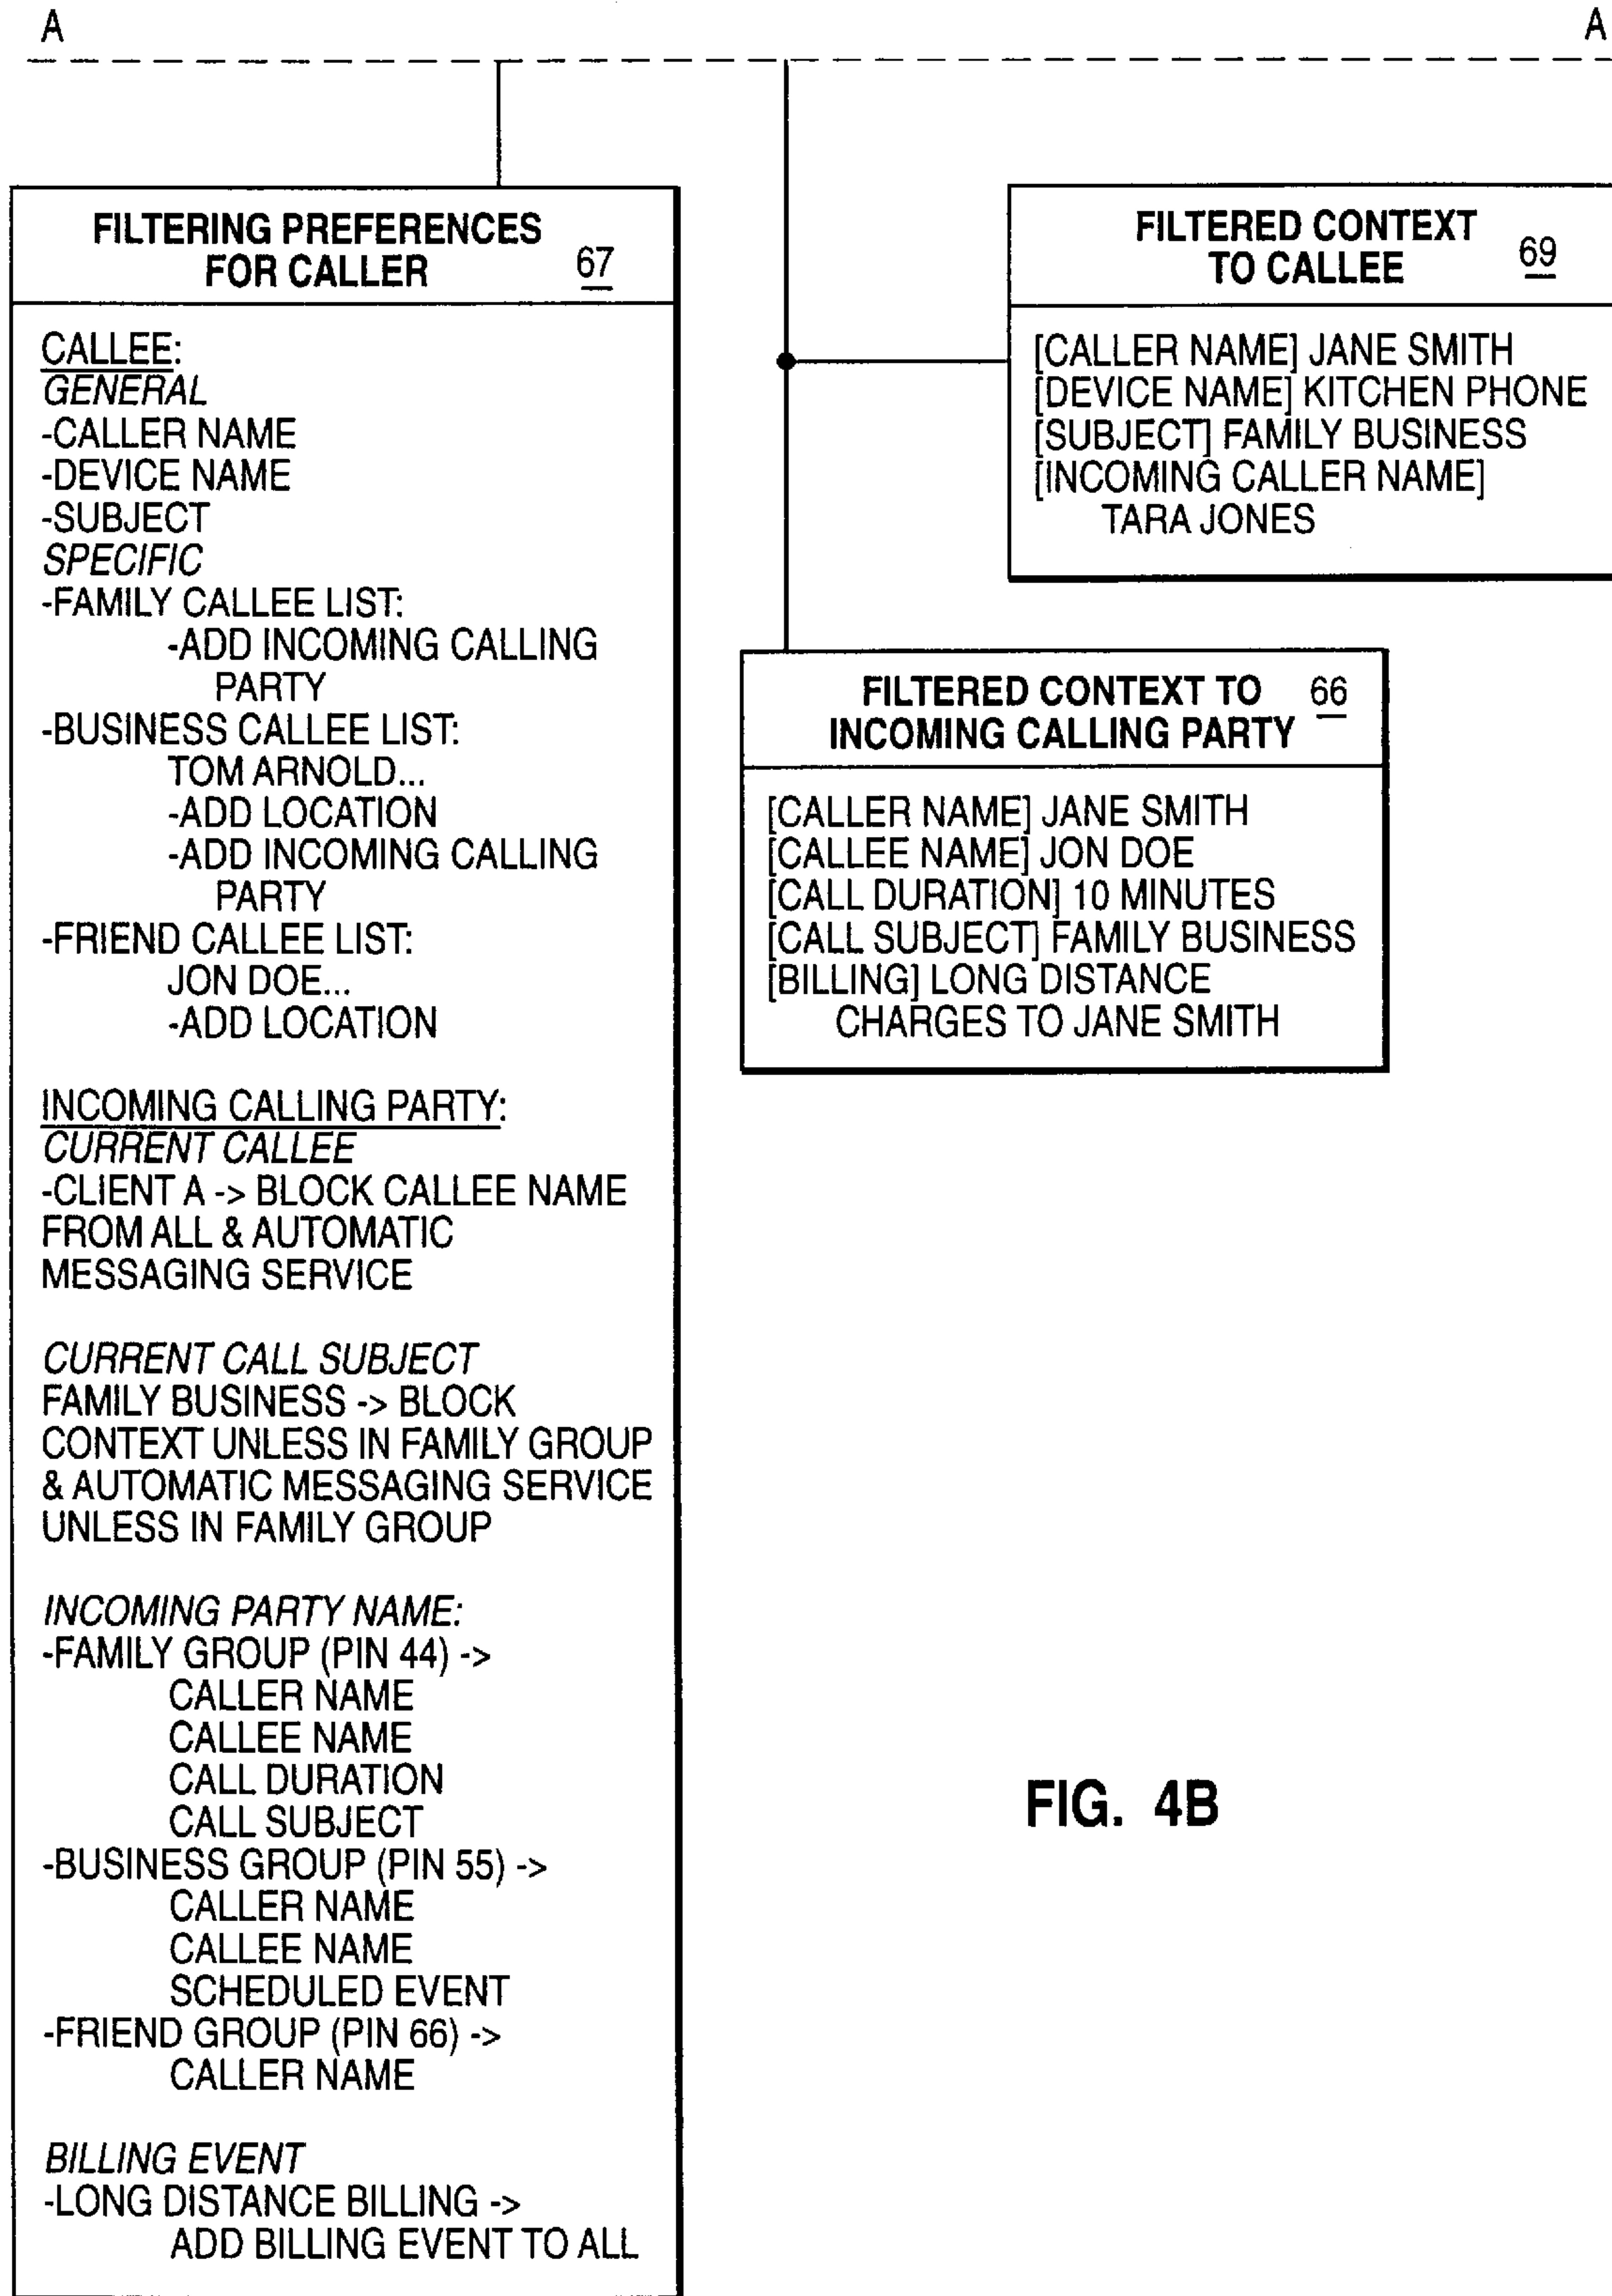 A A
FILTERING PREFERENCES
FOR CALLER 67
CALLEE:
GENERAL
-CALLER NAME
-DEVICE NAME
-SUBJECT
SPECIFIC
-FAMILY CALLEE LIST:
-ADD INCOMING CALLING
PARTY
-BUSINESS CALLEE LIST:
TOM ARNOLD...
-ADD LOCATION
-ADD INCOMING CALLING
PARTY
-FRIEND CALLEE LIST:
JON DOE...
-ADD LOCATION
INCOMING CALLING PARTY:
CURRENT CALLEE
-CLIENT A -> BLOCK CALLEE NAME
FROM ALL & AUTOMATIC
MESSAGING SERVICE
CURRENT CALL SUBJECT
FAMILY BUSINESS -> BLOCK
CONTEXT UNLESS IN FAMILY GROUP
& AUTOMATIC MESSAGING SERVICE
UNLESS IN FAMILY GROUP
INCOMING PARTY NAME:
-FAMILY GROUP (PIN 44) ->
CALLER NAME
CALLEE NAME
CALL DURATION
CALL SUBJECT
-BUSINESS GROUP (PIN 55) ->
CALLER NAME
CALLEE NAME
SCHEDULED EVENT
-FRIEND GROUP (PIN 66) ->
CALLER NAME
BILLING EVENT
-LONG DISTANCE BILLING ->
ADD BILLING EVENT TO ALL
FILTERED CONTEXT
TO CALLEE 69
[CALLER NAME] JANE SMITH
[DEVICE NAME] KITCHEN PHONE
[SUBJECT] FAMILY BUSINESS
[INCOMING CALLER NAME]
TARA JONES
FILTERED CONTEXT TO 66
INCOMING CALLING PARTY
[CALLER NAME] JANE SMITH
[CALLEE NAME] JON DOE
[CALL DURATION] 10 MINUTES
[CALL SUBJECT] FAMILY BUSINESS
[BILLING] LONG DISTANCE
CHARGES TO JANE SMITH
FIG. 4B